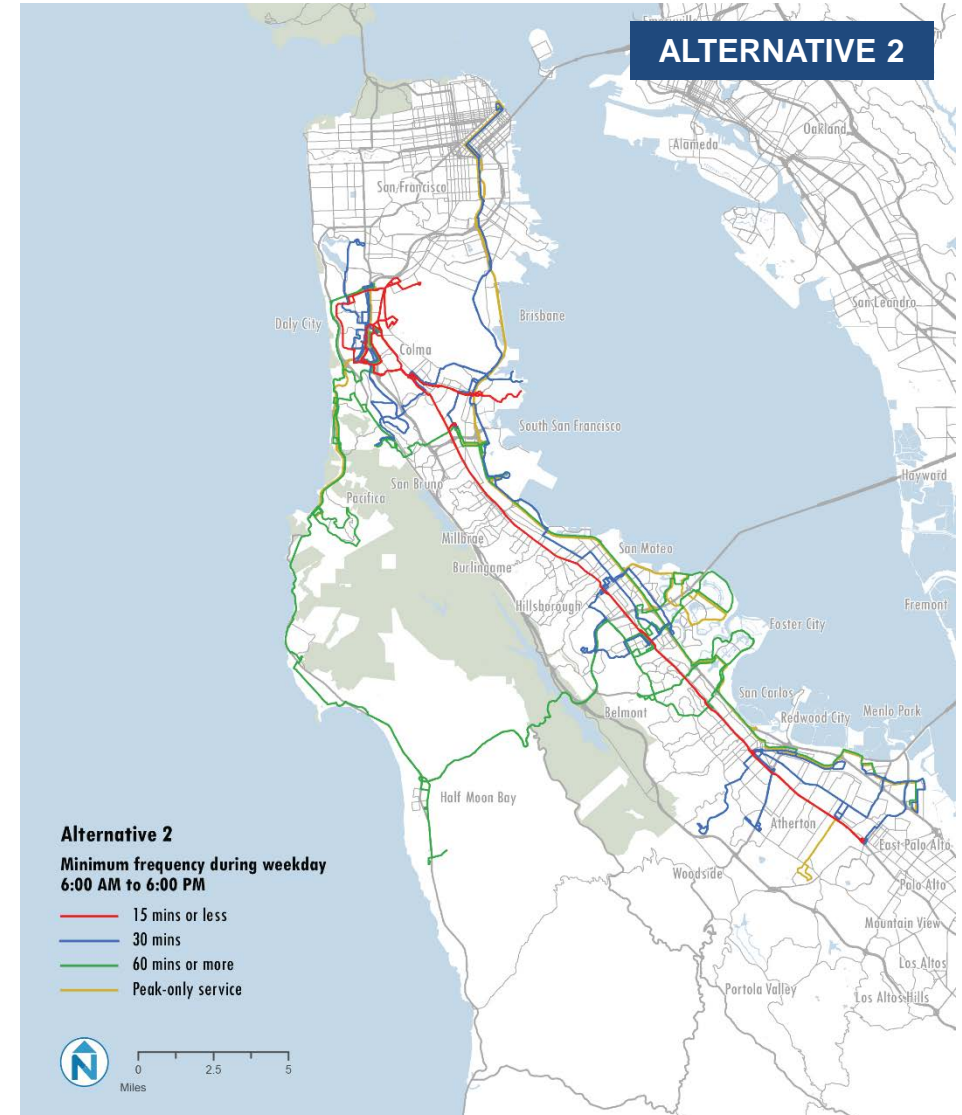 Emeryville
ALTERNATIVE 2
Oakland
Alameda
San Francisco
San Leandro
Brisbane
Daly City
Colma
South San Francisco
Hayward
San Bruno
Pacifica
Millbrae
San Mateo
Burlingame
Hillsborough
Fremont
Foster City
San Carlos
Menlo Park
Redwood City
Belmont
Half Moon Bay
Atherton
East Palo Alto
Woodside
Palo Alto
Mountain View
Los Altos
Portola Valley
Los Altos Hills
Alternative 2
Minimum frequency during weekday
6:00 AM to 6:00 PM
15 mins or less
30 mins
60 mins or more
Peak-only service
N
0 2.5 5
Miles